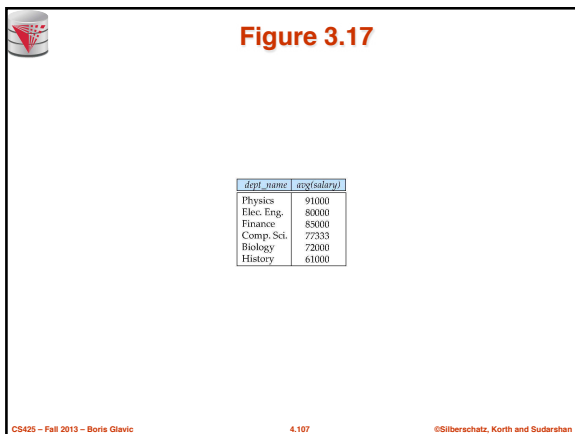 Figure 3.17
dept_name avg(salary)
Physics 91000
Elec. Eng. 80000
Finance 85000
Comp. Sci. 77333
Biology 72000
History 61000
CS425 – Fall 2013 – Boris Glavic 4.107 ©Silberschatz, Korth and Sudarshan